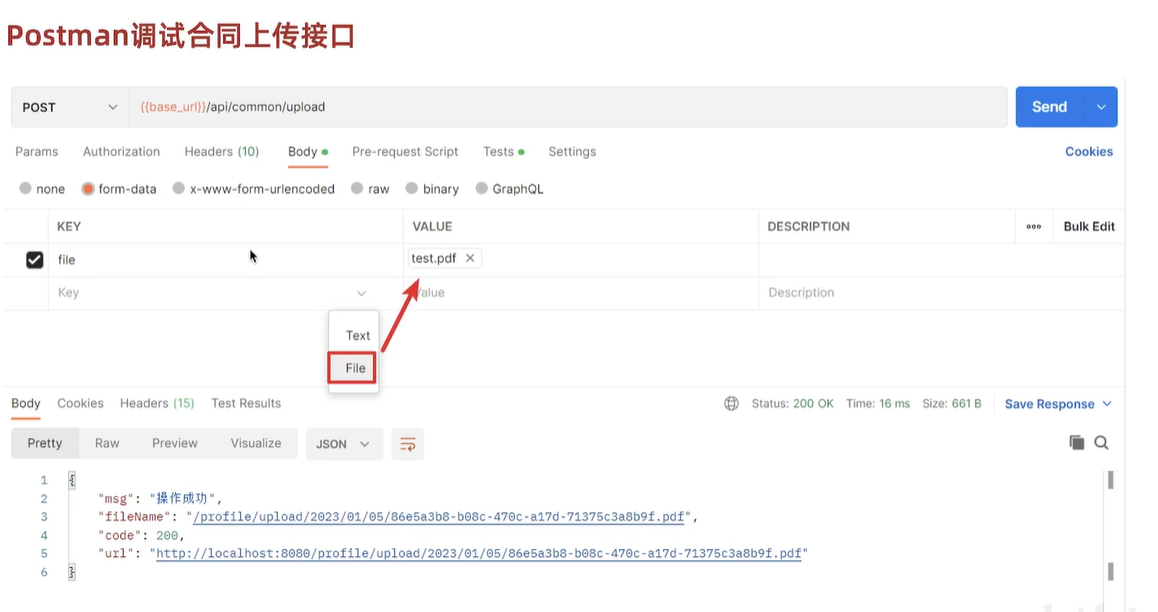 Postman调试合同上传接口
POST {{base_url}}/api/common/upload Send
Params Authorization Headers (10) Body Pre-request Script Tests Settings Cookies
none form-data x-www-form-urlencoded raw binary GraphQL
KEY VALUE DESCRIPTION ooo Bulk Edit
file test.pdf ×
Key Value Description
Text
File
Body Cookies Headers (15) Test Results Status: 200 OK Time: 16 ms Size: 661 B Save Response
Pretty Raw Preview Visualize JSON
1 {
2 "msg": "操作成功",
3 "fileName": "/profile/upload/2023/01/05/86e5a3b8-b08c-470c-a17d-71375c3a8b9f.pdf",
4 "code": 200,
5 "url": "http://localhost:8080/profile/upload/2023/01/05/86e5a3b8-b08c-470c-a17d-71375c3a8b9f.pdf"
6 }